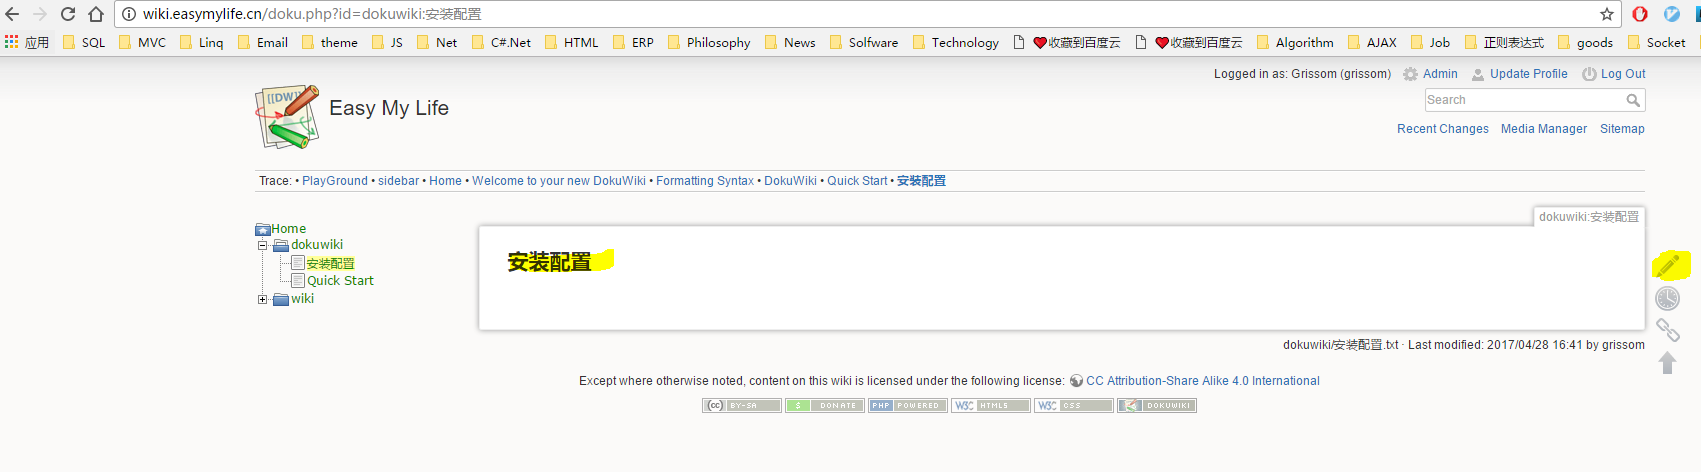 wiki.easymylife.cn/doku.php?id=dokuwiki:安装配置
应用 SQL MVC Linq Email theme JS Net C#.Net HTML ERP Philosophy News Solfware Technology 收藏到百度云 收藏到百度云 Algorithm AJAX Job 正则表达式 goods Socket
Logged in as: Grissom (grissom) Admin Update Profile Log Out
[[DW]]
Easy My Life
Search
Recent Changes Media Manager Sitemap
Trace: • PlayGround • sidebar • Home • Welcome to your new DokuWiki • Formatting Syntax • DokuWiki • Quick Start • 安装配置
dokuwiki:安装配置
Home
dokuwiki
安装配置
Quick Start
wiki
安装配置
dokuwiki/安装配置.txt · Last modified: 2017/04/28 16:41 by grissom
Except where otherwise noted, content on this wiki is licensed under the following license: CC Attribution-Share Alike 4.0 International
cc BY-SA $ DONATE PHP POWERED W3C HTML5 W3C CSS DOKUWIKI